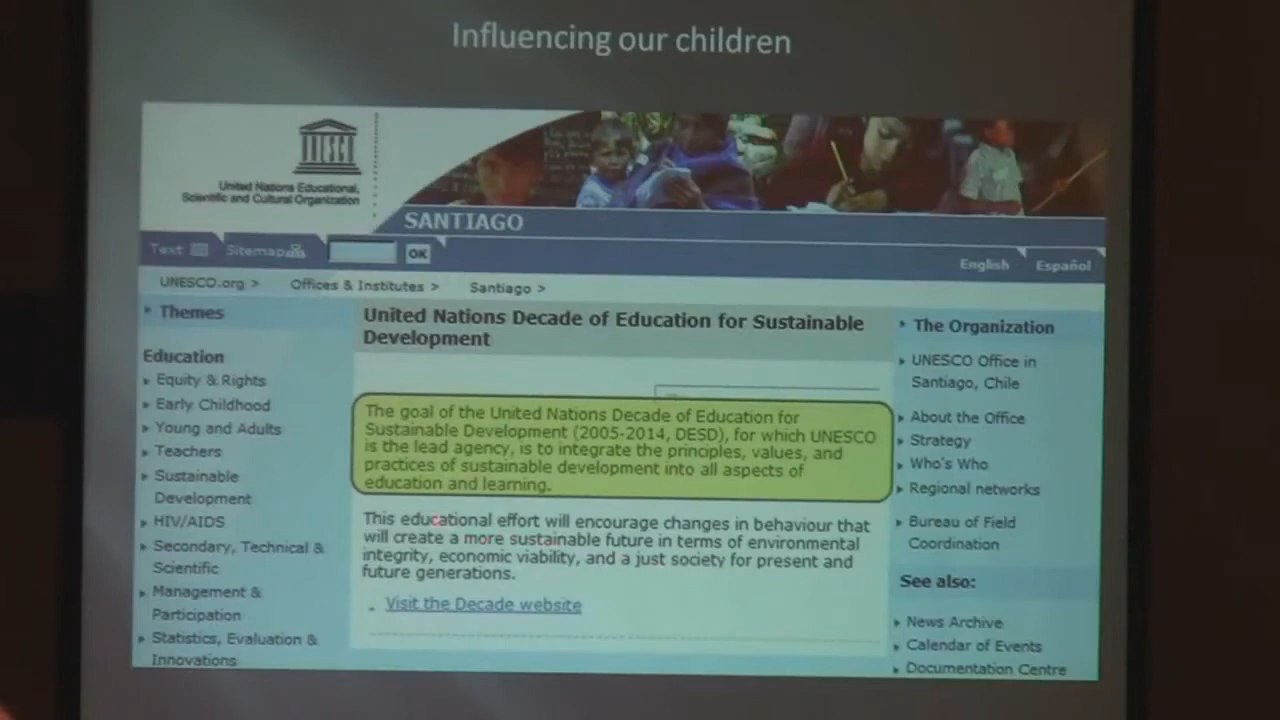 Influencing our children
UNESCO
United Nations Educational,
Scientific and Cultural Organization
SANTIAGO
Text
Sitemap
OK
English
Español
UNESCO.org >
Offices & Institutes >
Santiago >
Themes
Education
Equity & Rights
Early Childhood
Young and Adults
Teachers
Sustainable
Development
HIV/AIDS
Secondary, Technical &
Scientific
Management &
Participation
Statistics, Evaluation &
Innovations
United Nations Decade of Education for Sustainable
Development
The goal of the United Nations Decade of Education for
Sustainable Development (2005-2014, DESD), for which UNESCO
is the lead agency, is to integrate the principles, values, and
practices of sustainable development into all aspects of
education and learning.
This educational effort will encourage changes in behaviour that
will create a more sustainable future in terms of environmental
integrity, economic viability, and a just society for present and
future generations.
Visit the Decade website
The Organization
UNESCO Office in
Santiago, Chile
About the Office
Strategy
Who's Who
Regional networks
Bureau of Field
Coordination
See also:
News Archive
Calendar of Events
Documentation Centre